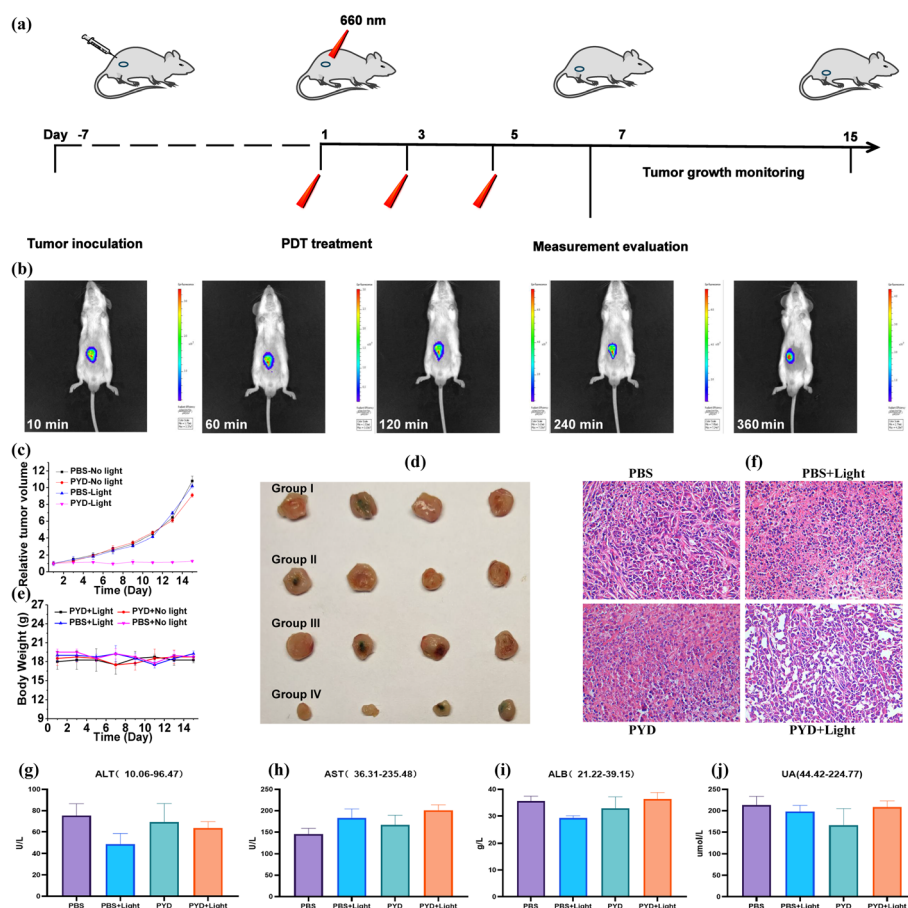 (a)
660 nm
Day -7 1 3 5 7 15
Tumor growth monitoring
Tumor inoculation PDT treatment Measurement evaluation
(b)
10 min 60 min 120 min 240 min 360 min
(c)
PBS-No light
PYD-No light
PBS-Light
PYD-Light
Relative tumor volume
12
10
8
6
4
2
0
2 4 6 8 10 12 14
Time (Day)
(e)
PYD+Light PYD+No light
PBS+Light PBS+No light
Body Weight (g)
27
24
21
18
15
12
9
0 2 4 6 8 10 12 14
Time (Day)
(d)
Group I
Group II
Group III
Group IV
(f)
PBS PBS+Light
PYD PYD+Light
(g)
ALT( 10.06-96.47)
U/L
100
80
60
40
20
0
PBS PBS+Light PYD PYD+Light
(h)
AST( 36.31-235.48)
U/L
250
200
150
100
50
0
PBS PBS+Light PYD PYD+Light
(i)
ALB( 21.22-39.15)
g/L
40
30
20
10
0
PBS PBS+Light PYD PYD+Light
(j)
UA(44.42-224.77)
umol/L
250
200
150
100
50
0
PBS PBS+Light PYD PYD+Light